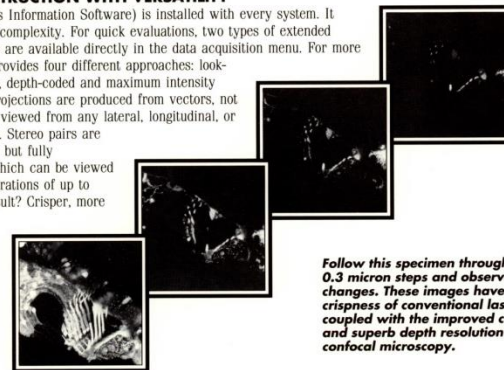 TRUCTION WITH VERSATILITY
s Information Software) is installed with every system. It
complexity. For quick evaluations, two types of extended
are available directly in the data acquisition menu. For more
rovides four different approaches: look-
, depth-coded and maximum intensity
rojections are produced from vectors, not
viewed from any lateral, longitudinal, or
. Stereo pairs are
but fully
hich can be viewed
rations of up to
ult? Crisper, more
Follow this specimen through
0.3 micron steps and observ
changes. These images have
crispness of conventional las
coupled with the improved c
and superb depth resolution
confocal microscopy.